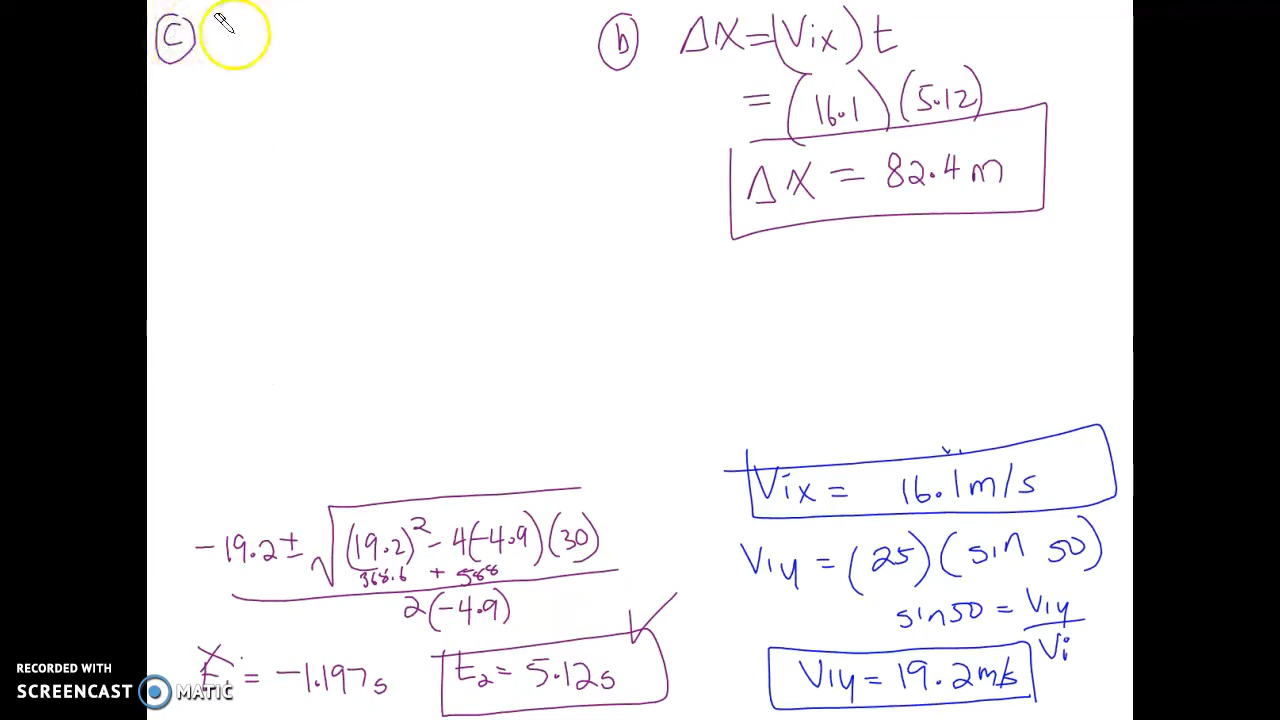 c
b Δx = (Vix) t
= (16.1) (5.12)
Δx = 82.4 m
-19.2 ± √(19.2)² - 4(-4.9)(30)
368.6 + 588
2(-4.9)
t = -1.197s
t₂ = 5.12s
Vix = 16.1 m/s
Viy = (25) (sin 50)
sin 50 = Viy
Vi
Viy = 19.2 m/s
RECORDED WITH
SCREENCAST MATIC